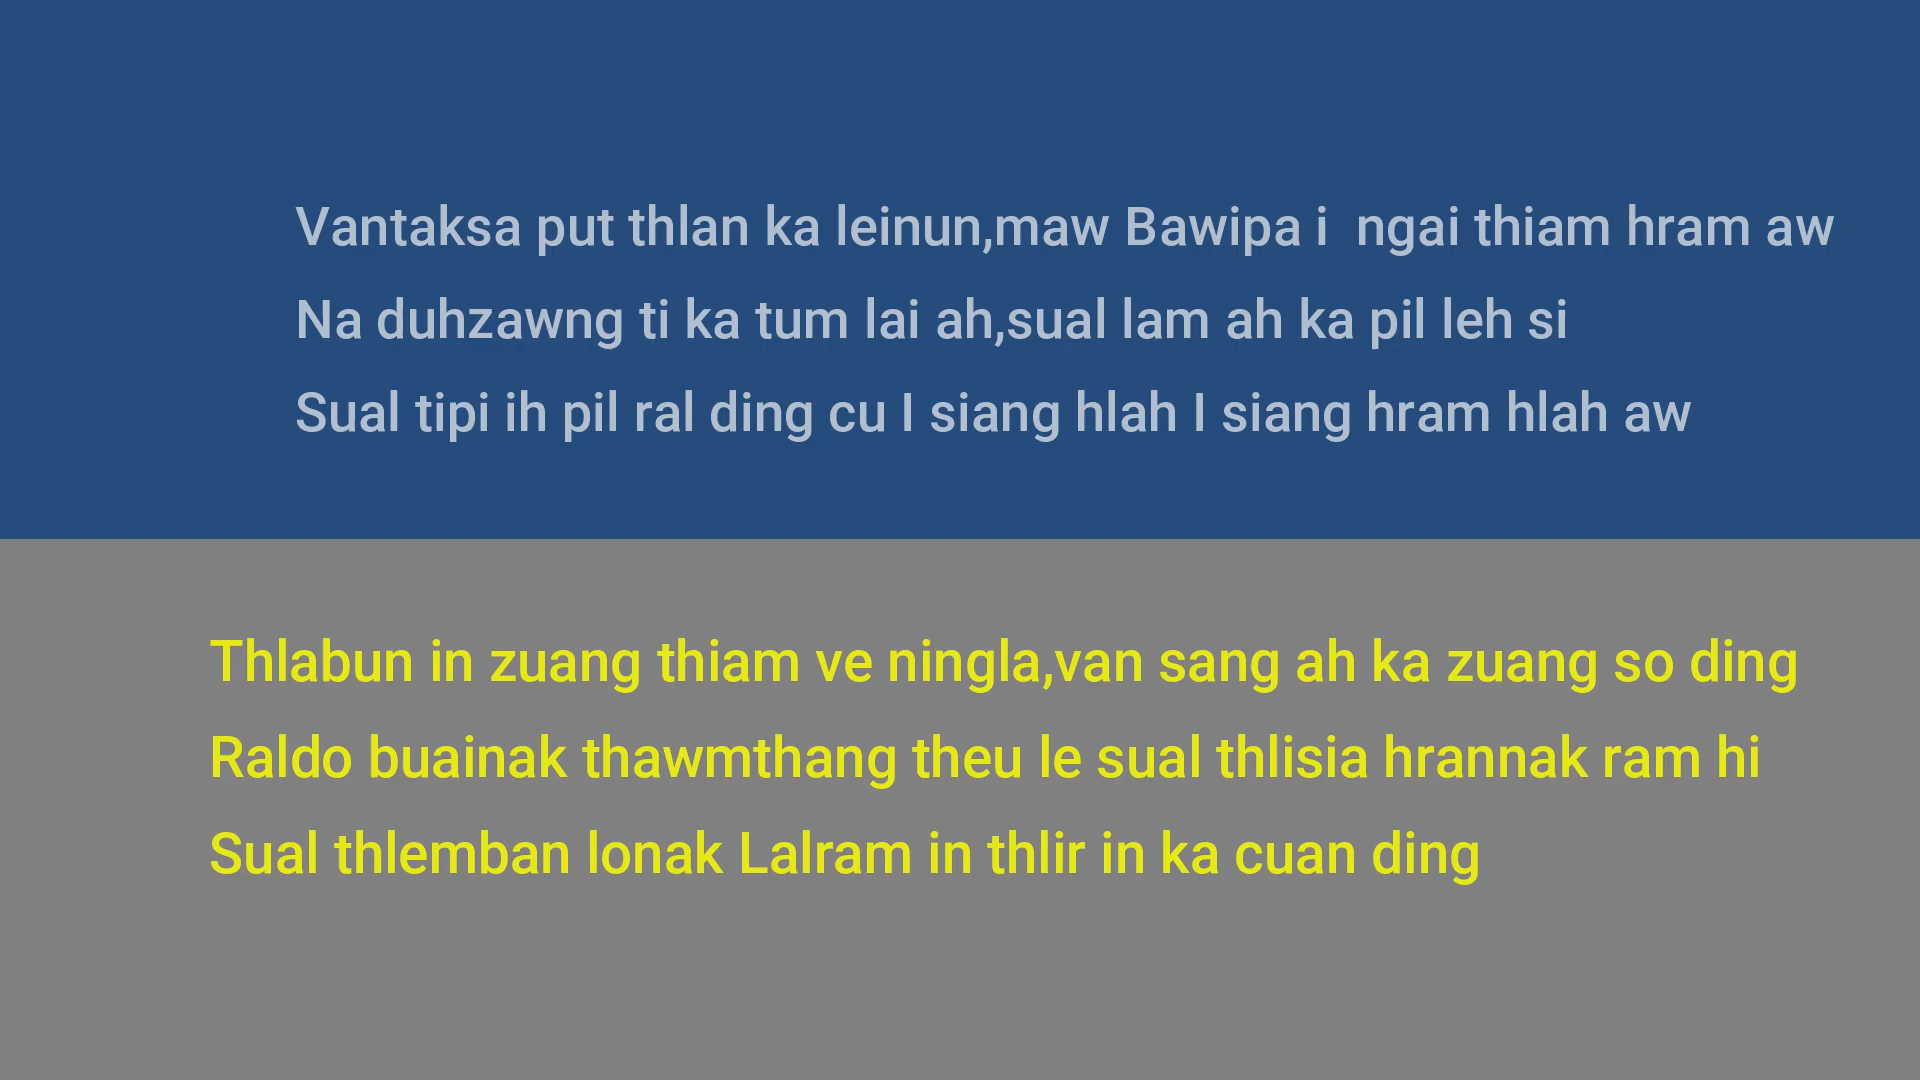 Vantaksa put thlan ka leinun,maw Bawipa i  ngai thiam hram aw
Na duhzawng ti ka tum lai ah,sual lam ah ka pil leh si
Sual tipi ih pil ral ding cu I siang hlah I siang hram hlah aw
Thlabun in zuang thiam ve ningla,van sang ah ka zuang so ding
Raldo buainak thawmthang theu le sual thlisia hrannak ram hi
Sual thlemban lonak Lalram in thlir in ka cuan ding